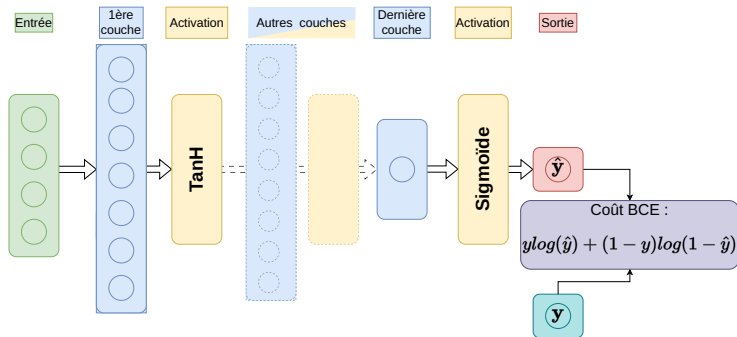 Entrée
1ère
couche
Activation
Autres couches
Dernière
couche
Activation
Sortie
TanH
Sigmoïde
ŷ
Coût BCE :
ylog(ŷ) + (1 − y)log(1 − ŷ)
y